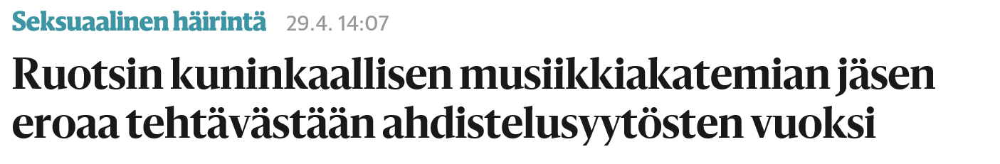 Seksuaalinen häirintä 29.4. 14:07
Ruotsin kuninkaallisen musiikkiakatemian jäsen
eroaa tehtävästään ahdistelusyytösten vuoksi